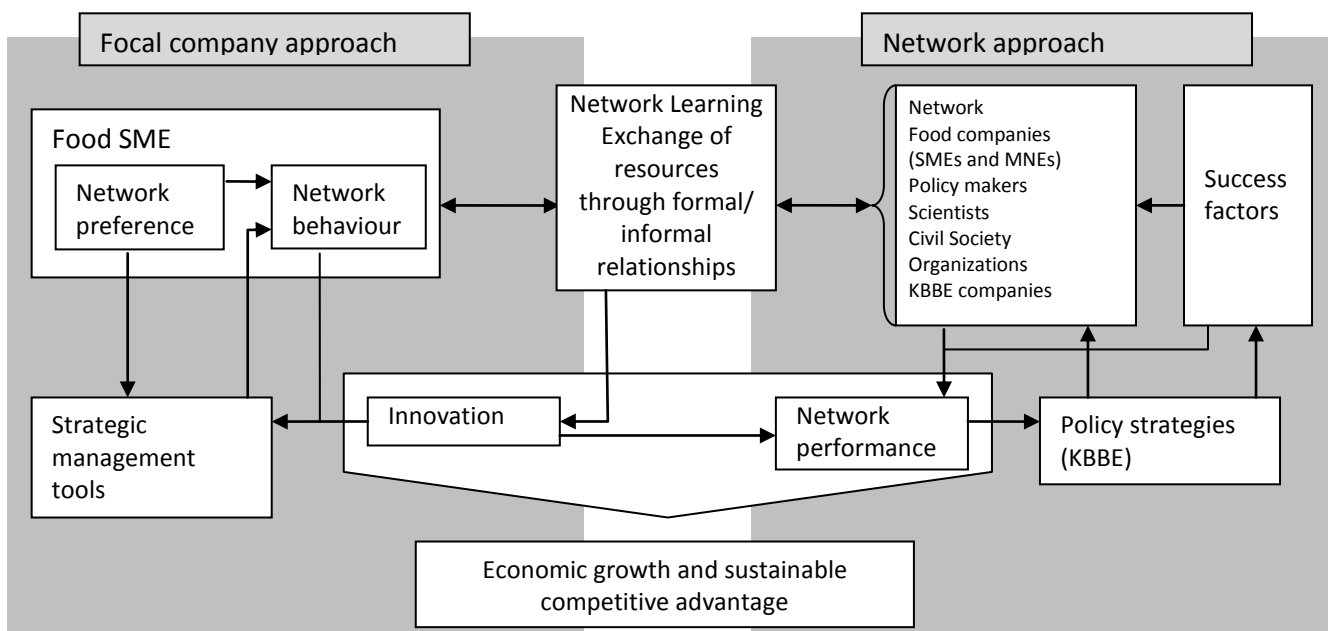 Focal company approach
Network approach
Food SME
Network
preference
Network
behaviour
Network Learning
Exchange of
resources
through formal/
informal
relationships
Network
Food companies
(SMEs and MNEs)
Policy makers
Scientists
Civil Society
Organizations
KBBE companies
Success
factors
Strategic
management
tools
Innovation
Network
performance
Policy strategies
(KBBE)
Economic growth and sustainable
competitive advantage